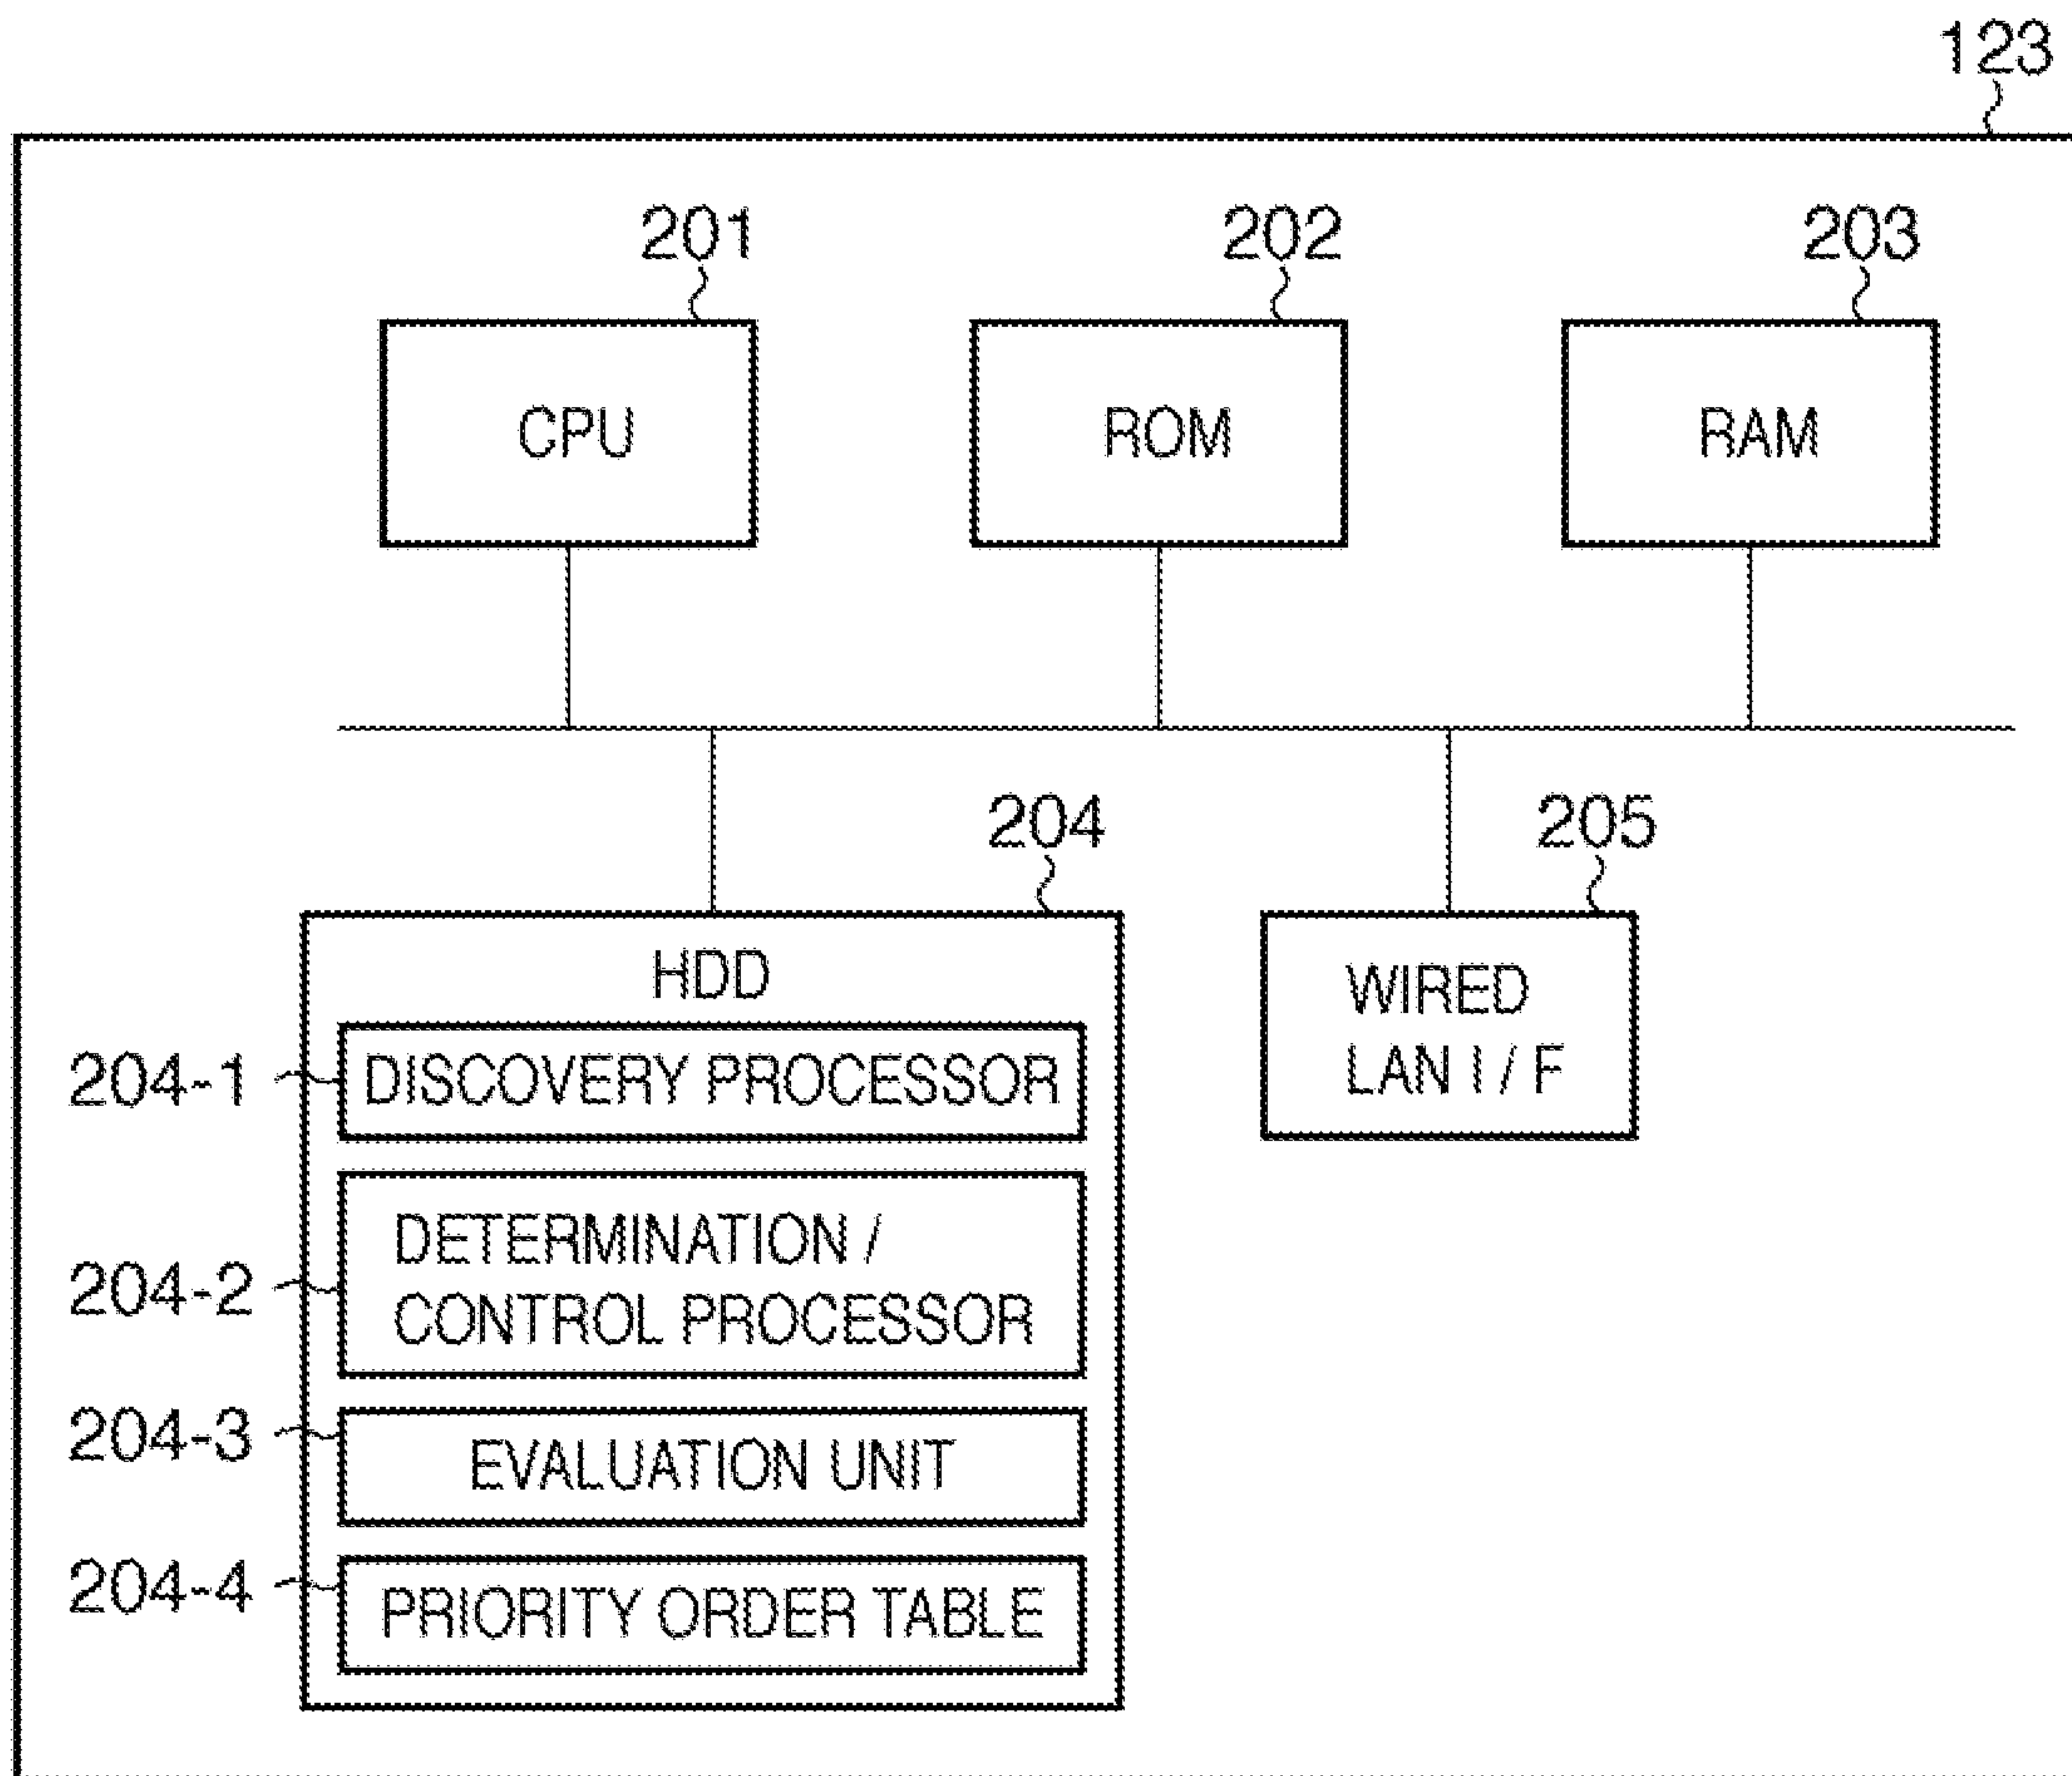 123
201
202
203
CPU
ROM
RAM
204
205
HDD
WIRED
LAN I / F
204-1
DISCOVERY PROCESSOR
204-2
DETERMINATION /
CONTROL PROCESSOR
204-3
EVALUATION UNIT
204-4
PRIORITY ORDER TABLE